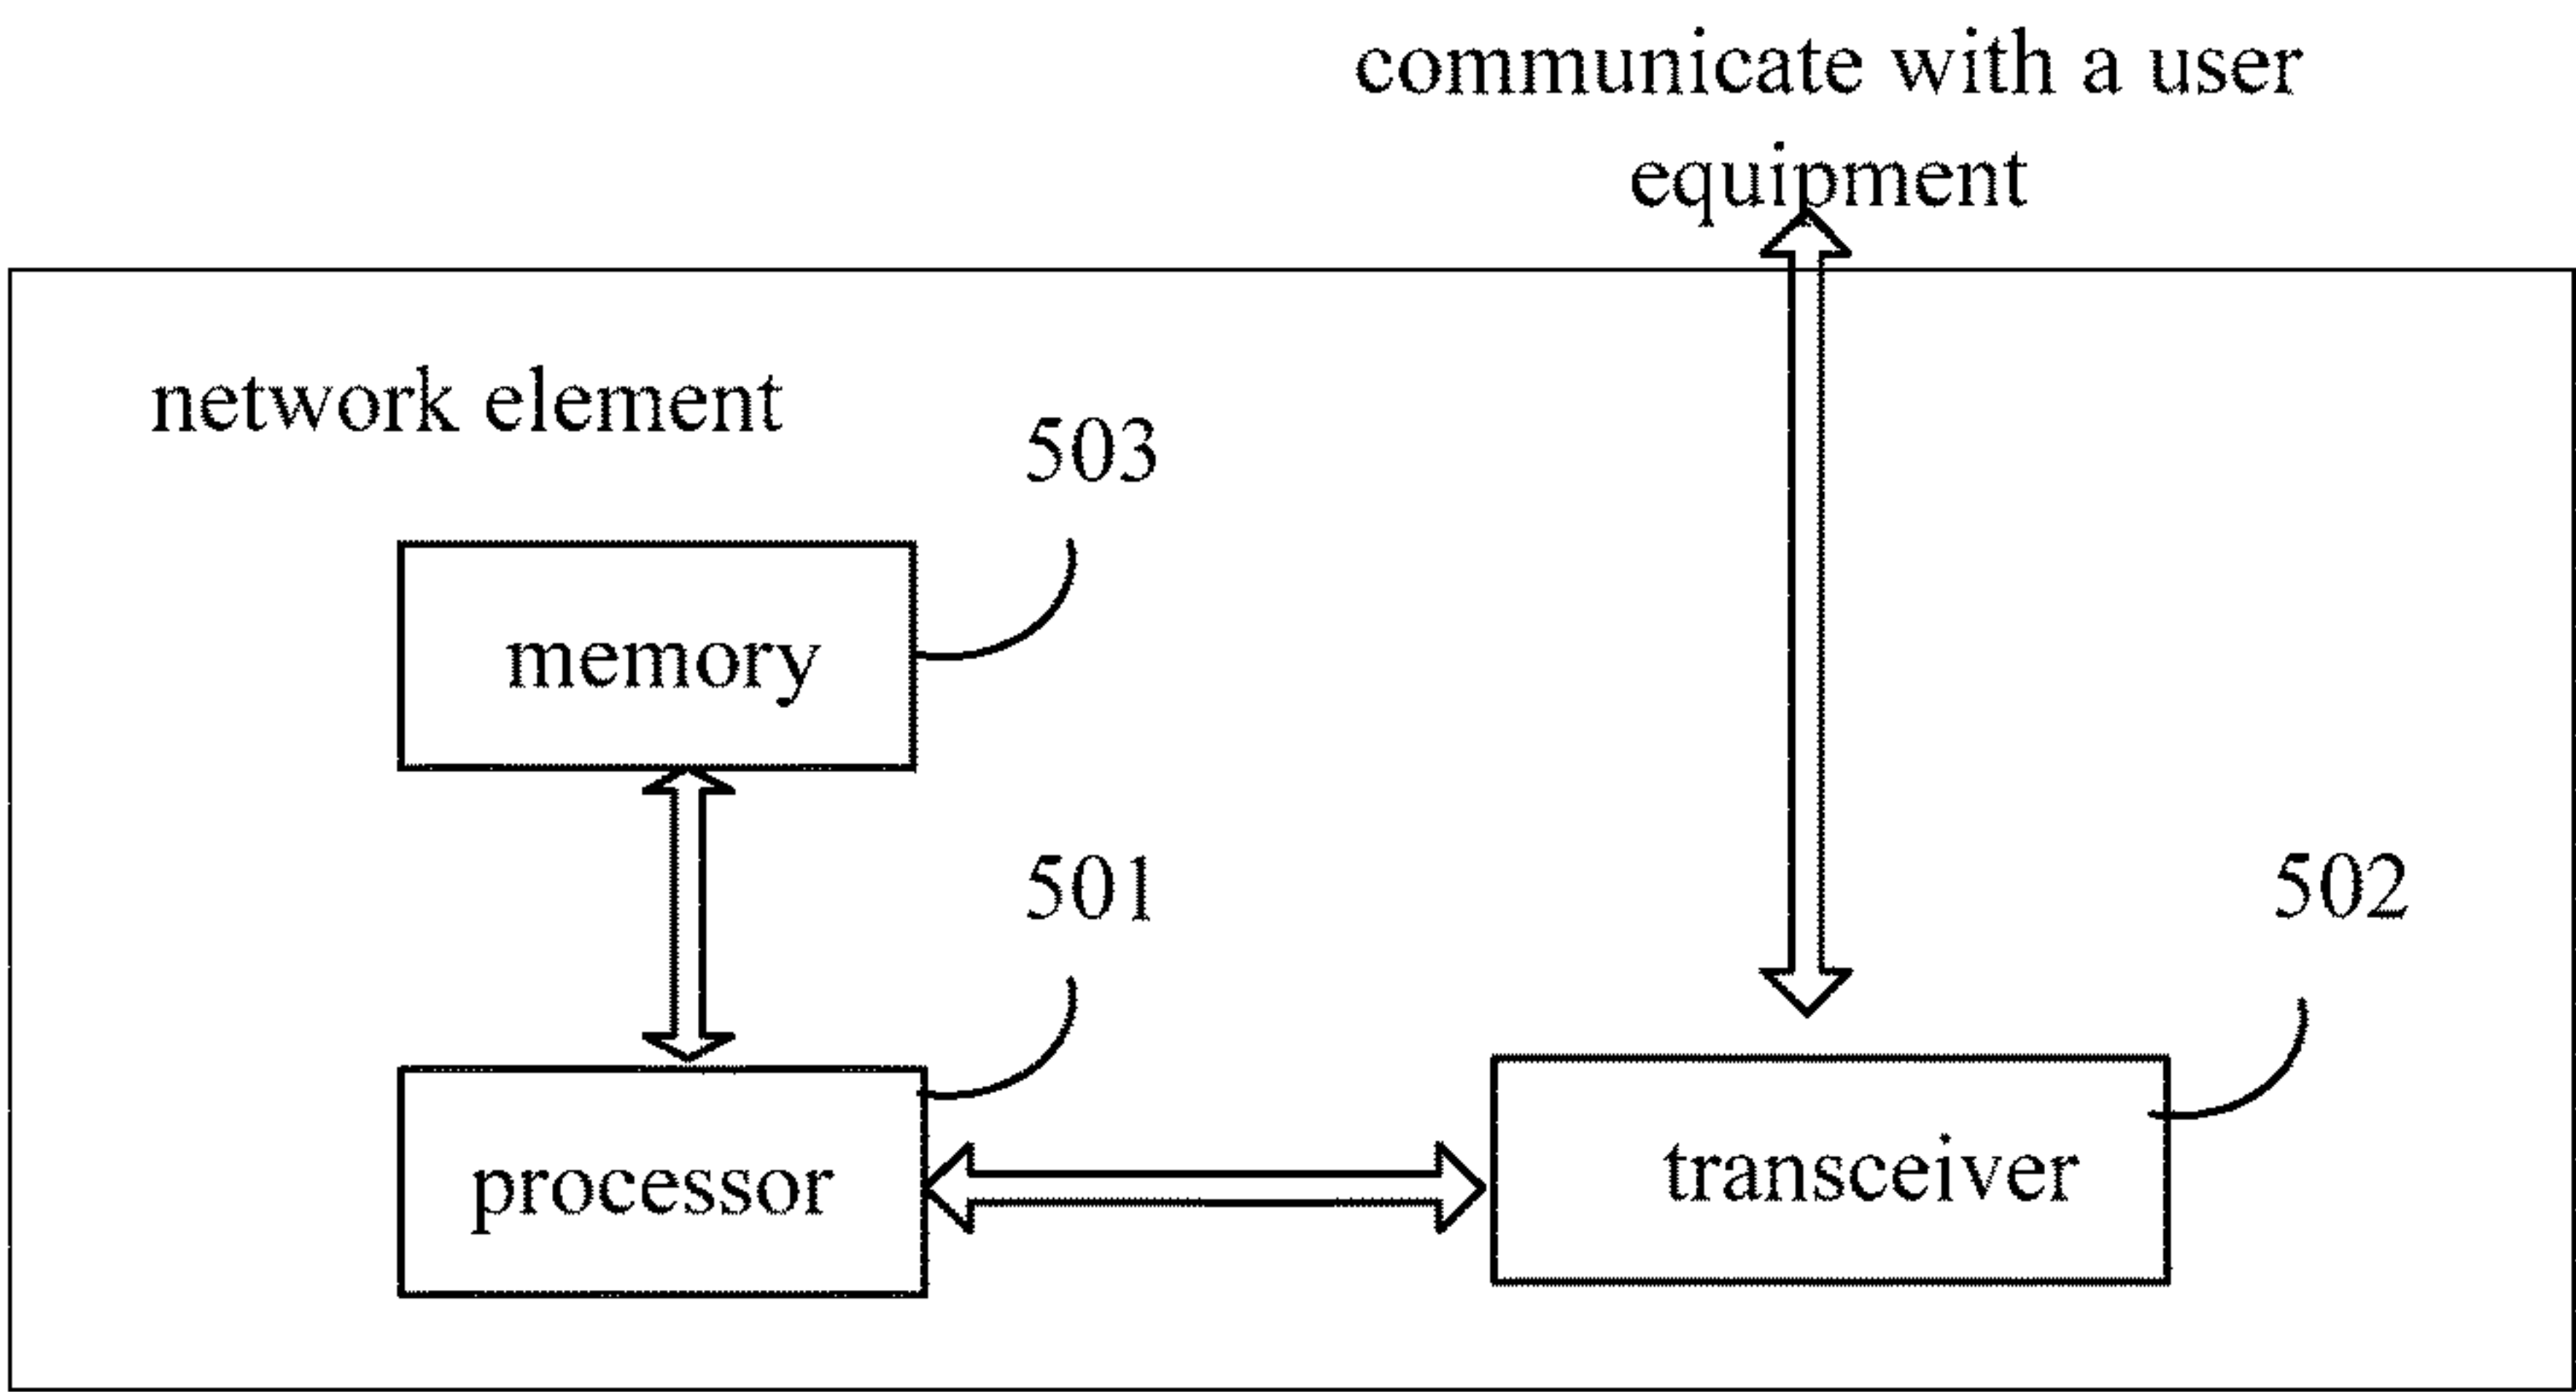 communicate with a user
equipment
network element
503
memory
501
502
processor
transceiver